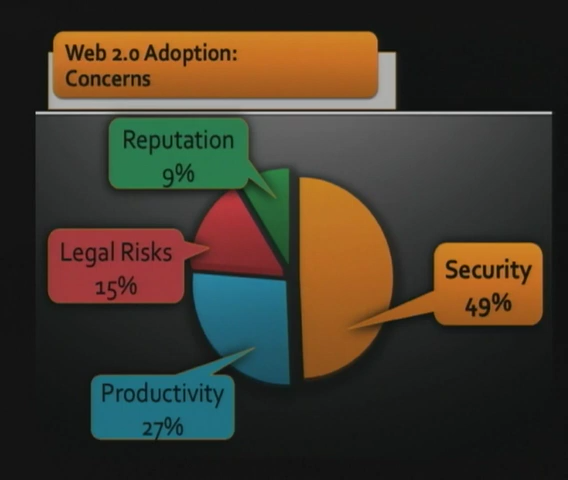 Web 2.0 Adoption:
Concerns
Reputation
9%
Legal Risks
15%
Security
49%
Productivity
27%